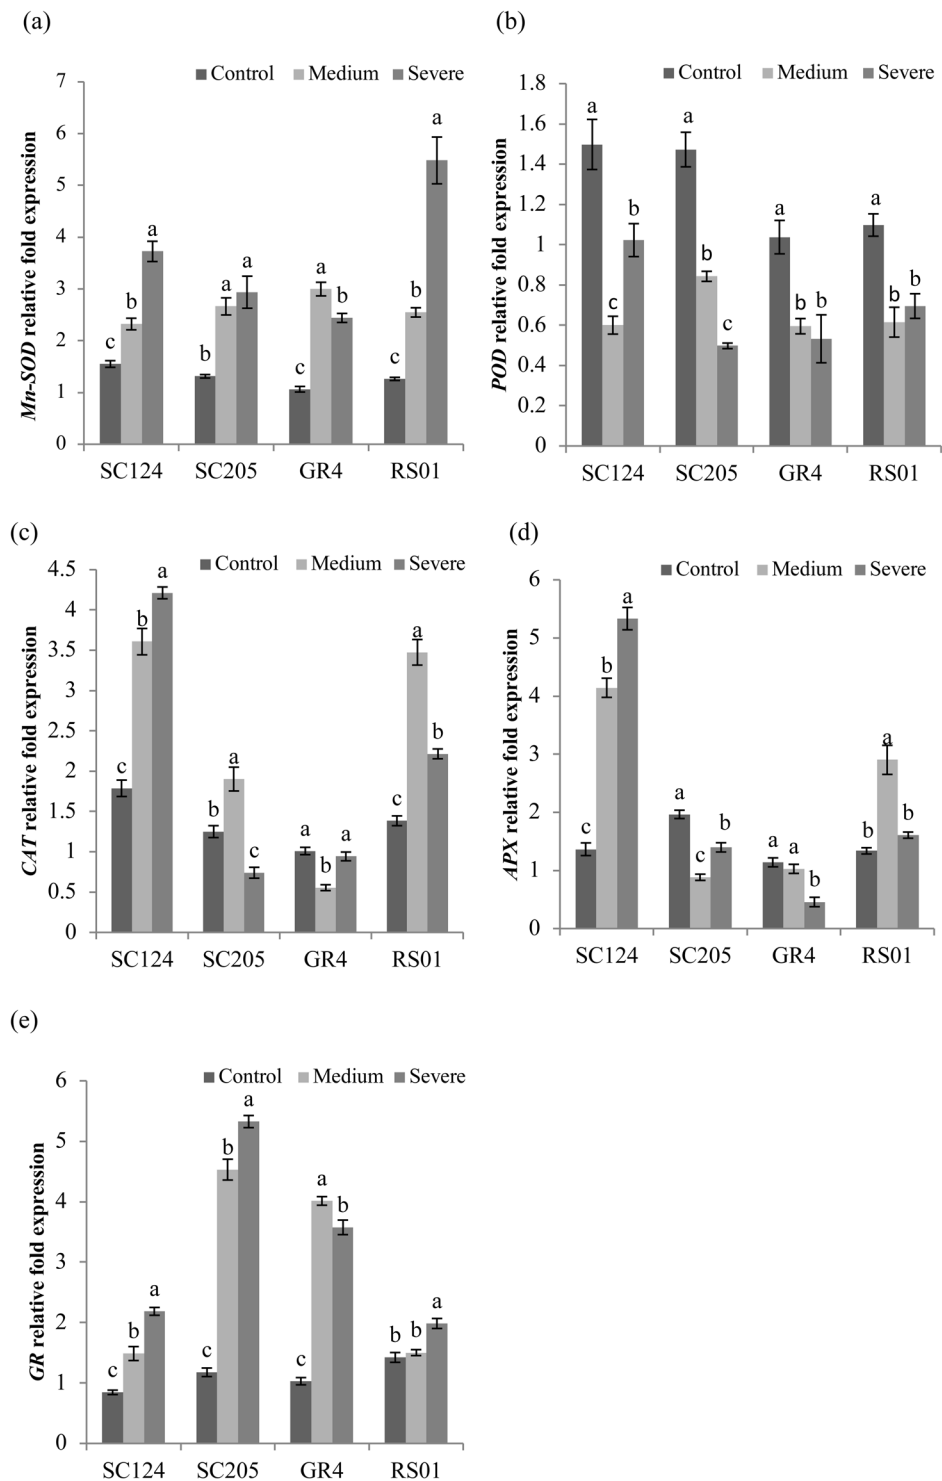 (a)
Control Medium Severe
Mn-SOD relative fold expression
7
6
5
4
3
2
1
0
c b a b a a c a b c b a
SC124 SC205 GR4 RS01
(b)
Control Medium Severe
POD relative fold expression
1.8
1.6
1.4
1.2
1
0.8
0.6
0.4
0.2
0
a c b a b c a b b a b b
SC124 SC205 GR4 RS01
(c)
Control Medium Severe
CAT relative fold expression
4.5
4
3.5
3
2.5
2
1.5
1
0.5
0
c b a b a c a b a c a b
SC124 SC205 GR4 RS01
(d)
Control Medium Severe
APX relative fold expression
6
5
4
3
2
1
0
c b a a c b a a b b a b
SC124 SC205 GR4 RS01
(e)
Control Medium Severe
GR relative fold expression
6
5
4
3
2
1
0
c b a c b a c a b b b a
SC124 SC205 GR4 RS01